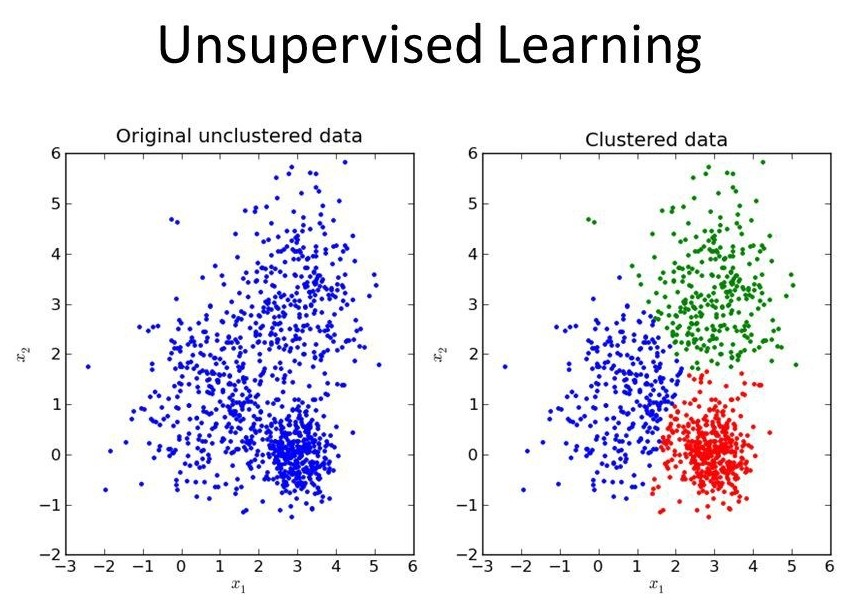 Unsupervised Learning
Original unclustered data
6
5
4
3
2
1
0
−1
−2
x2
−3 −2 −1 0 1 2 3 4 5 6
x1
Clustered data
6
5
4
3
2
1
0
−1
−2
x2
−3 −2 −1 0 1 2 3 4 5 6
x1